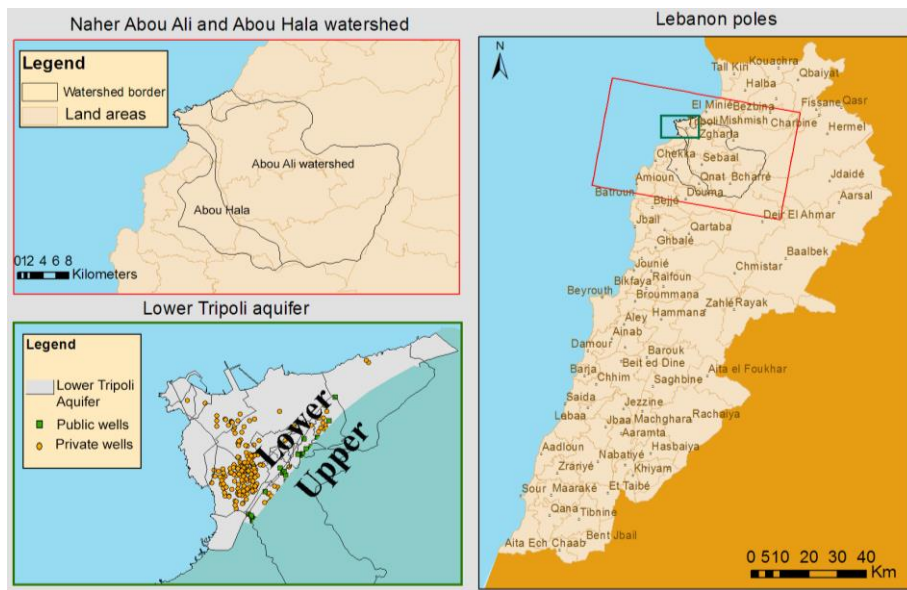 Naher Abou Ali and Abou Hala watershed
Legend
Watershed border
Land areas
Abou Ali watershed
Abou Hala
012 4 6 8
Kilometers
Lower Tripoli aquifer
Legend
Lower Tripoli
Aquifer
Public wells
Private wells
Lower
Upper
Lebanon poles
N
Kouachra
Tall Kiri
Qbaiyat
Halba
El Minié
Bezbina
Fissane
Qasr
Tripoli
Mishmish
Charbine
Zgharta
Hermel
Chekka
Sebaal
Amioun
Qnat
Bcharré
Jdaidé
Batroun
Douma
Aarsal
Bejjé
Deir El Ahmar
Jbail
Qartaba
Ghbalé
Baalbek
Jounié
Chmistar
Bikfaya
Raifoun
Beyrouth
Broummana
Zahlé
Rayak
Hammana
Aley
Ainab
Damour
Barouk
Beit ed Dine
Aita el Foukhar
Barja
Chhim
Saghbine
Saida
Jezzine
Lebaa
Machghara
Rachaiya
Jbaa
Aaramta
Aadloun
Hasbaiya
Nabatiyé
Zrariyé
Khiyam
Et Taibé
Sour
Maaraké
Qana
Tibnine
Bent Jbail
Aita Ech Chaab
0 5 10 20 30 40
Km